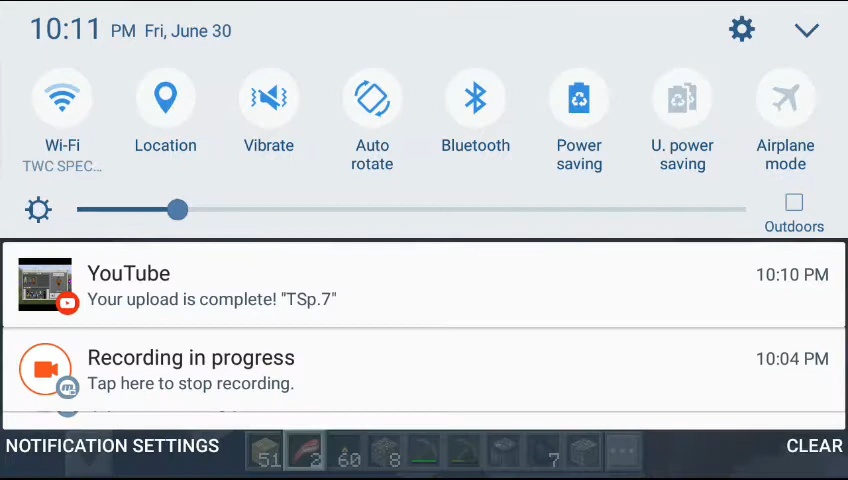 10:11 PM Fri, June 30
Wi-Fi
TWC SPEC...
Location
Vibrate
Auto
rotate
Bluetooth
Power
saving
U. power
saving
Airplane
mode
Outdoors
YouTube
10:10 PM
Your upload is complete! "TSp.7"
Recording in progress
10:04 PM
Tap here to stop recording.
NOTIFICATION SETTINGS
51
3
60
8
7
CLEAR